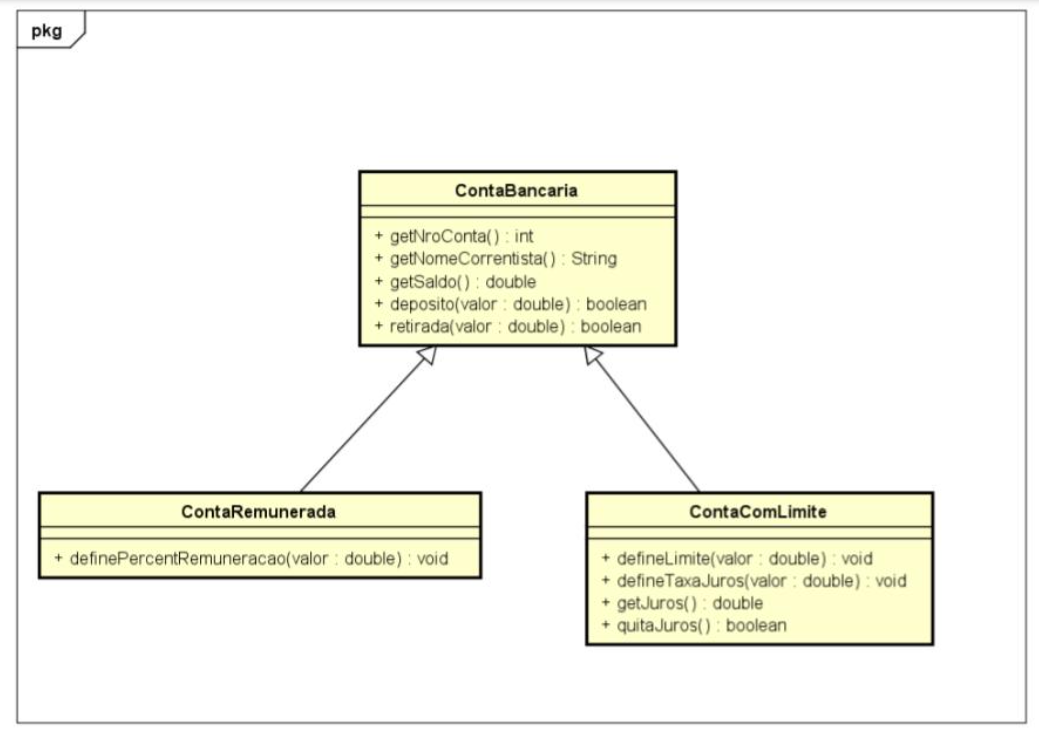 pkg
ContaBancaria
+ getNroConta() : int
+ getNomeCorrentista() : String
+ getSaldo() : double
+ deposito(valor : double) : boolean
+ retirada(valor : double) : boolean
ContaRemunerada
+ definePercentRemuneracao(valor : double) : void
ContaComLimite
+ defineLimite(valor : double) : void
+ defineTaxaJuros(valor : double) : void
+ getJuros() : double
+ quitaJuros() : boolean